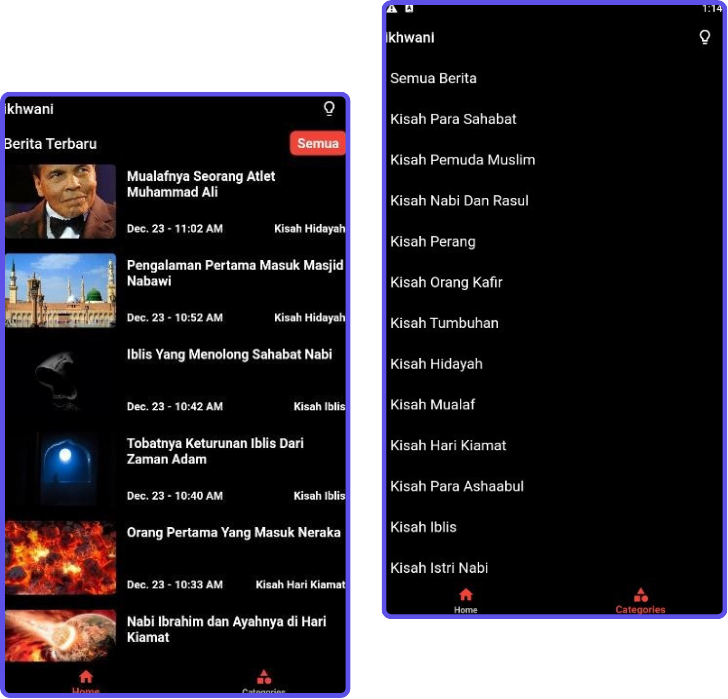 ikhwani
Berita Terbaru
Semua
Mualafnya Seorang Atlet
Muhammad Ali
Dec. 23 - 11:02 AM
Kisah Hidayah
Pengalaman Pertama Masuk Masjid
Nabawi
Dec. 23 - 10:52 AM
Kisah Hidayah
Iblis Yang Menolong Sahabat Nabi
Dec. 23 - 10:42 AM
Kisah Iblis
Tobatnya Keturunan Iblis Dari
Zaman Adam
Dec. 23 - 10:40 AM
Kisah Iblis
Orang Pertama Yang Masuk Neraka
Dec. 23 - 10:33 AM
Kisah Hari Kiamat
Nabi Ibrahim dan Ayahnya di Hari
Kiamat
Home
Categories
1:14
ikhwani
Semua Berita
Kisah Para Sahabat
Kisah Pemuda Muslim
Kisah Nabi Dan Rasul
Kisah Perang
Kisah Orang Kafir
Kisah Tumbuhan
Kisah Hidayah
Kisah Mualaf
Kisah Hari Kiamat
Kisah Para Ashaabul
Kisah Iblis
Kisah Istri Nabi
Home
Categories